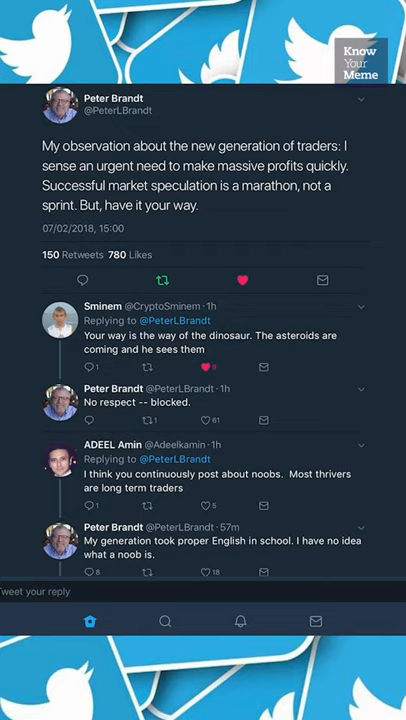 Know
Your
Meme
Peter Brandt
@PeterLBrandt
My observation about the new generation of traders: I
sense an urgent need to make massive profits quickly.
Successful market speculation is a marathon, not a
sprint. But, have it your way.
07/02/2018, 15:00
150 Retweets 780 Likes
Sminem @CryptoSminem · 1h
Replying to @PeterLBrandt
Your way is the way of the dinosaur. The asteroids are
coming and he sees them
1 9
Peter Brandt @PeterLBrandt · 1h
No respect -- blocked.
1 61
ADEEL Amin @Adeelkamin · 1h
Replying to @PeterLBrandt
I think you continuously post about noobs. Most thrivers
are long term traders
1 5
Peter Brandt @PeterLBrandt · 57m
My generation took proper English in school. I have no idea
what a noob is.
8 18
Tweet your reply